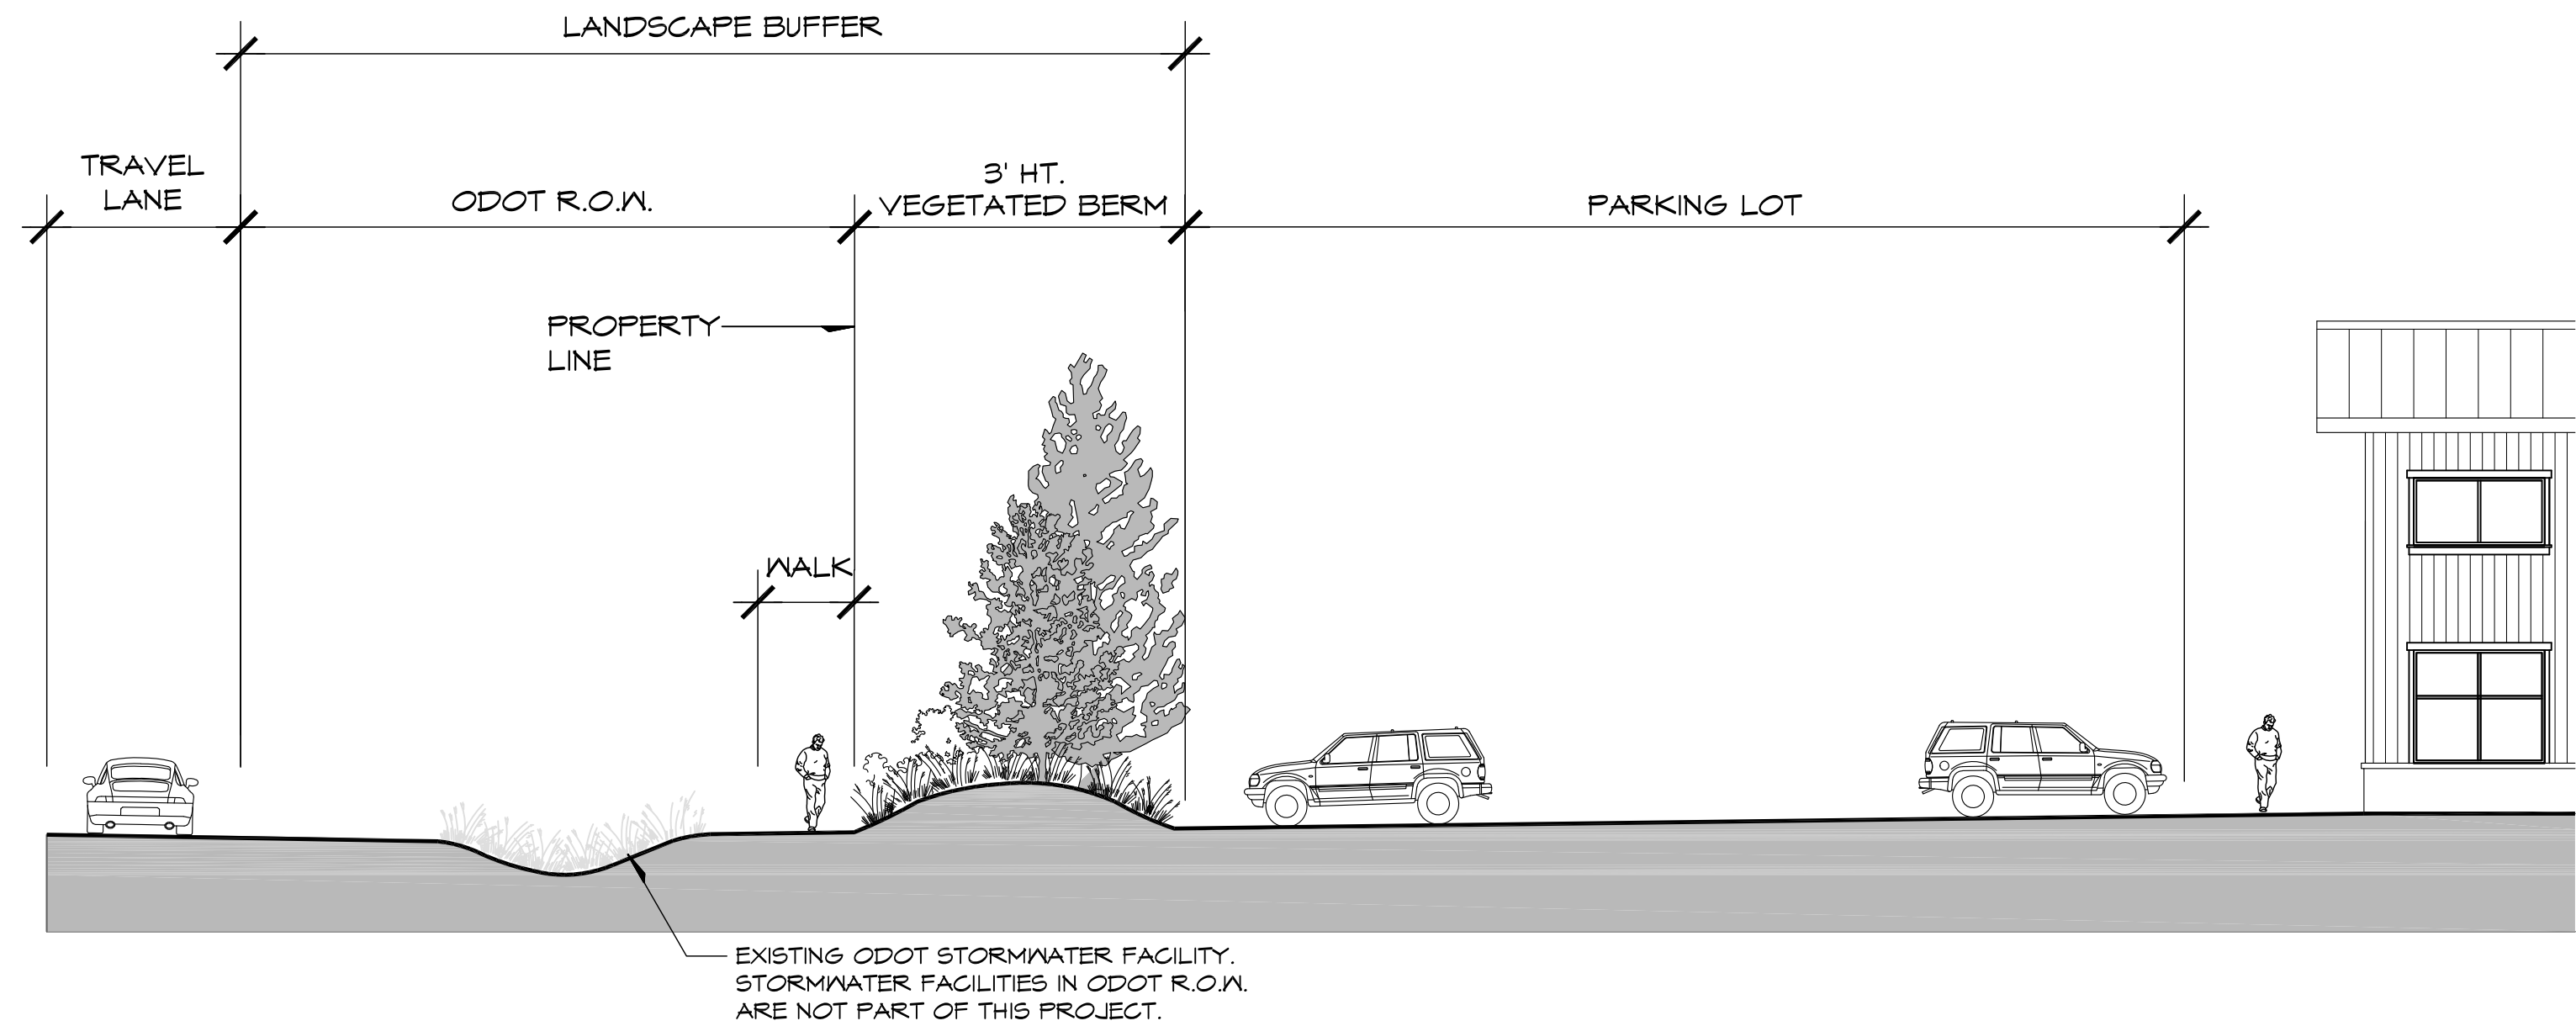 LANDSCAPE BUFFER
TRAVEL
LANE
ODOT R.O.W.
3' HT.
VEGETATED BERM
PARKING LOT
PROPERTY
LINE
WALK
EXISTING ODOT STORMWATER FACILITY.
STORMWATER FACILITIES IN ODOT R.O.W.
ARE NOT PART OF THIS PROJECT.